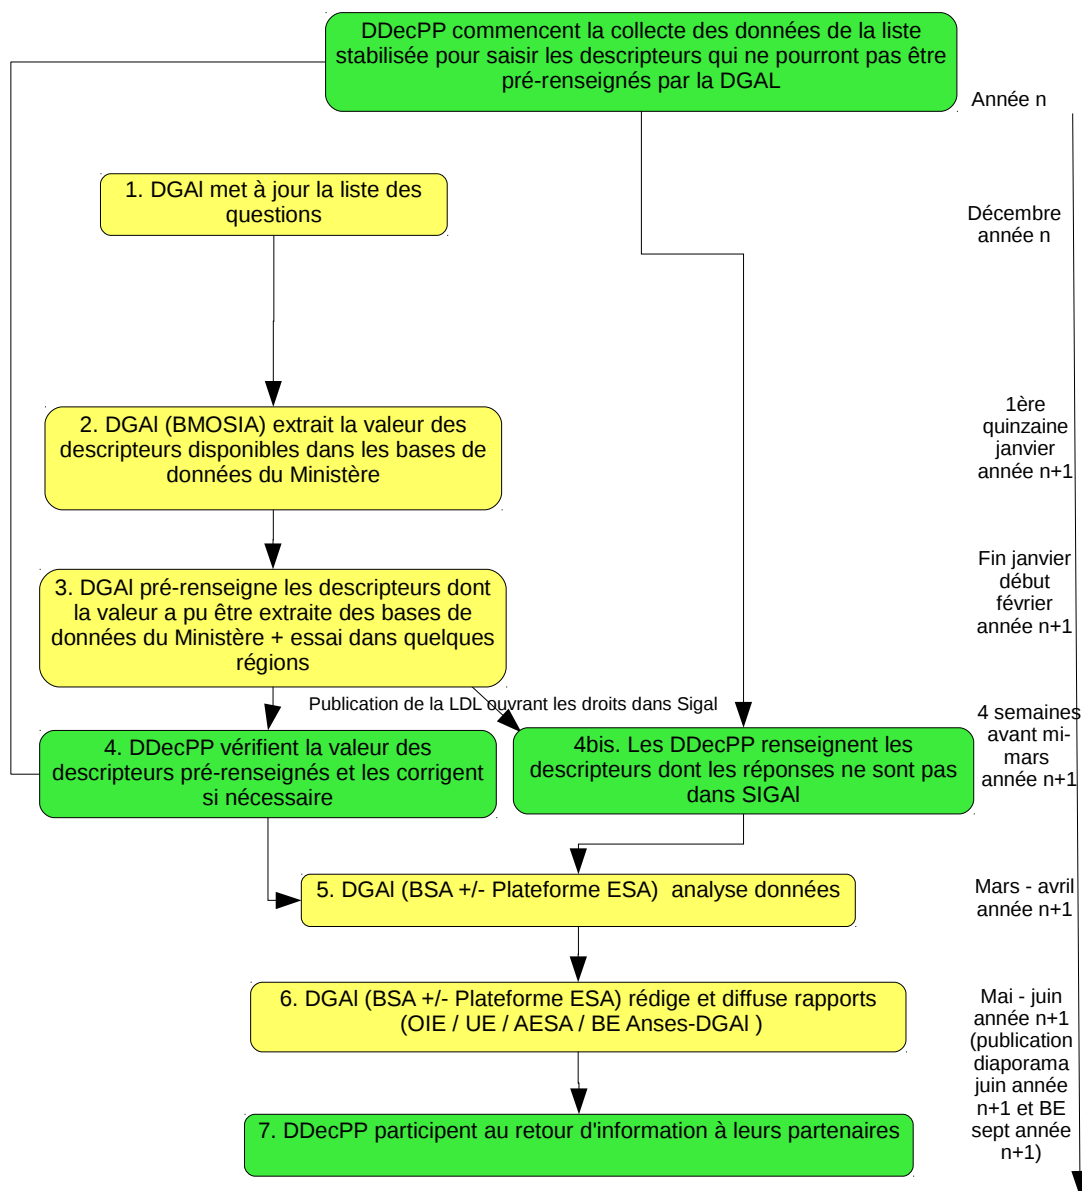 DDecPP commencent la collecte des données de la liste
stabilisée pour saisir les descripteurs qui ne pourront pas être
pré-renseignés par la DGAL
Année n
1. DGAl met à jour la liste des
questions
Décembre
année n
2. DGAl (BMOSIA) extrait la valeur des
descripteurs disponibles dans les bases de
données du Ministère
1ère
quinzaine
janvier
année n+1
3. DGAl pré-renseigne les descripteurs dont
la valeur a pu être extraite des bases de
données du Ministère + essai dans quelques
régions
Fin janvier
début
février
année n+1
Publication de la LDL ouvrant les droits dans Sigal
4. DDecPP vérifient la valeur des
descripteurs pré-renseignés et les corrigent
si nécessaire
4bis. Les DDecPP renseignent les
descripteurs dont les réponses ne sont pas
dans SIGAl
4 semaines
avant mi-
mars
année n+1
5. DGAl (BSA +/- Plateforme ESA)  analyse données
Mars - avril
année n+1
6. DGAl (BSA +/- Plateforme ESA) rédige et diffuse rapports
(OIE / UE / AESA / BE Anses-DGAl )
Mai - juin
année n+1
(publication
diaporama
juin année
n+1 et BE
sept année
n+1)
7. DDecPP participent au retour d'information à leurs partenaires